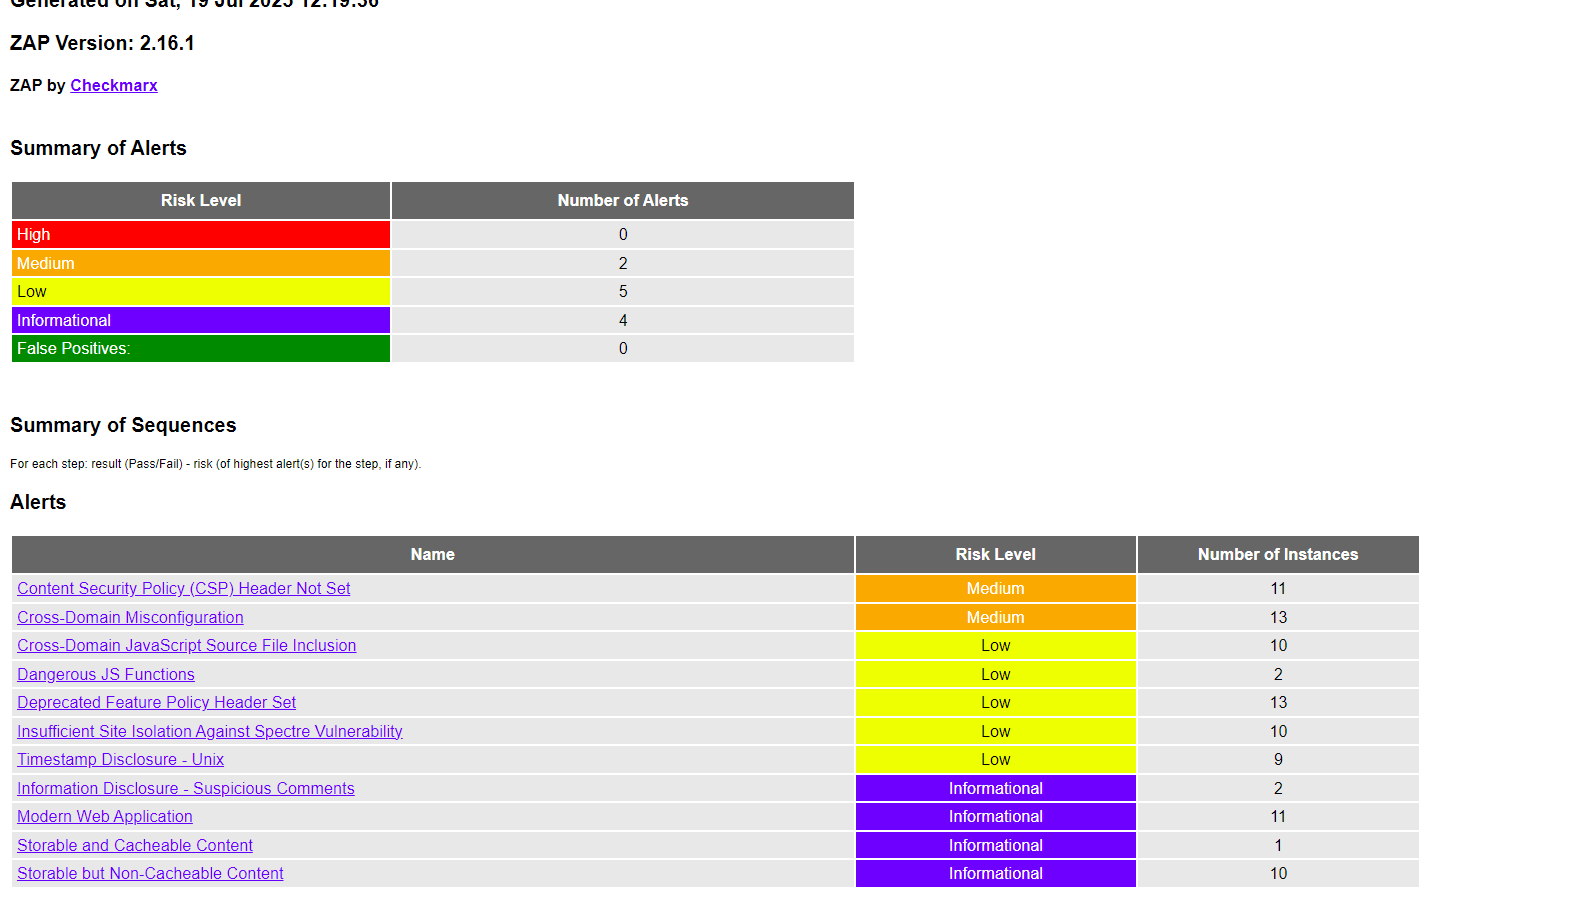 Generated on Sat, 19 Jul 2025 12:19:36
ZAP Version: 2.16.1
ZAP by Checkmarx
Summary of Alerts
Risk Level Number of Alerts
High 0
Medium 2
Low 5
Informational 4
False Positives: 0
Summary of Sequences
For each step: result (Pass/Fail) - risk (of highest alert(s) for the step, if any).
Alerts
Name Risk Level Number of Instances
Content Security Policy (CSP) Header Not Set Medium 11
Cross-Domain Misconfiguration Medium 13
Cross-Domain JavaScript Source File Inclusion Low 10
Dangerous JS Functions Low 2
Deprecated Feature Policy Header Set Low 13
Insufficient Site Isolation Against Spectre Vulnerability Low 10
Timestamp Disclosure - Unix Low 9
Information Disclosure - Suspicious Comments Informational 2
Modern Web Application Informational 11
Storable and Cacheable Content Informational 1
Storable but Non-Cacheable Content Informational 10